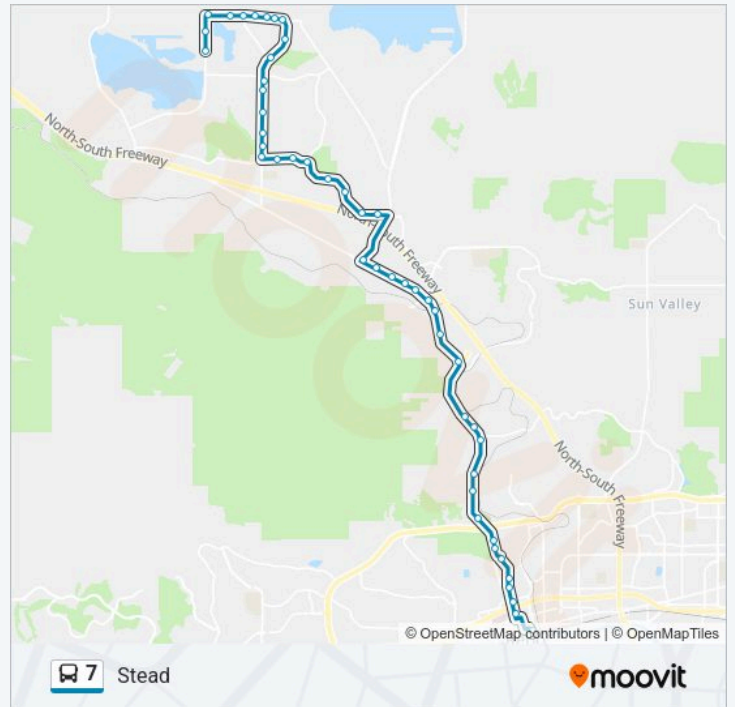 North-South Freeway
North-South Freeway
Sun Valley
North-South Freeway
© OpenStreetMap contributors | © OpenMapTiles
7 Stead
moovit